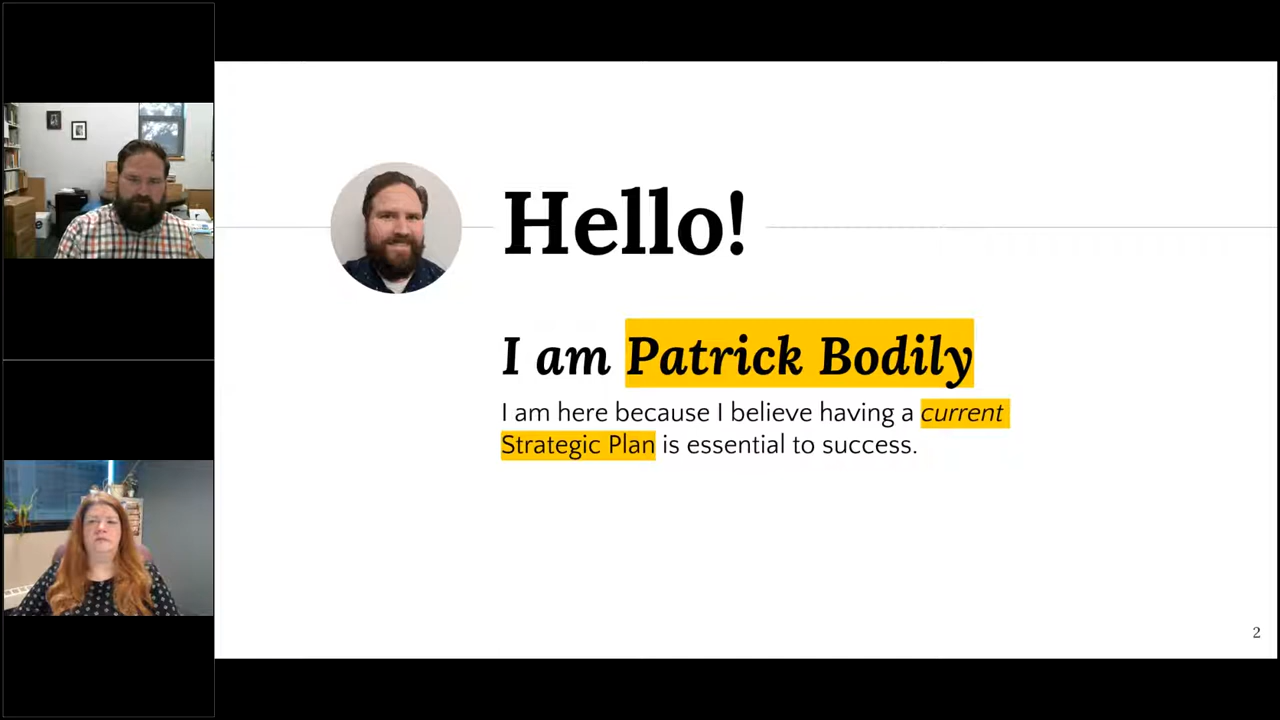 Hello!
I am Patrick Bodily
I am here because I believe having a current
Strategic Plan is essential to success.
2